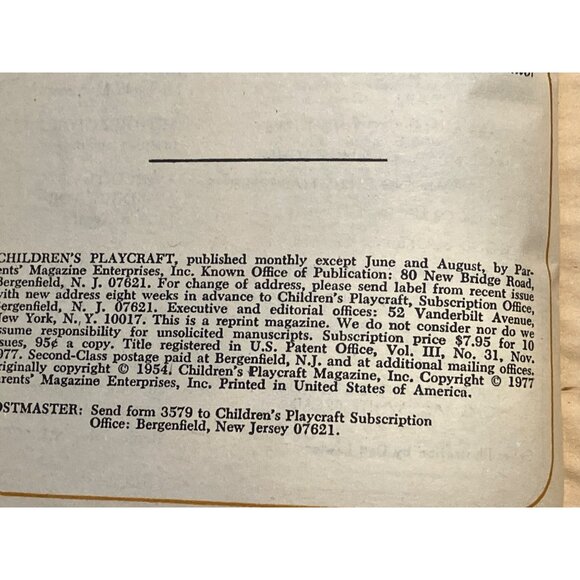 CHILDREN'S PLAYCRAFT, published monthly except June and August, by Par-
ents' Magazine Enterprises, Inc. Known Office of Publication: 80 New Bridge Road,
Bergenfield, N. J. 07621. For change of address, please send label from recent issue
with new address eight weeks in advance to Children's Playcraft, Subscription Office,
Bergenfield, N. J. 07621. Executive and editorial offices: 52 Vanderbilt Avenue,
New York, N. Y. 10017. This is a reprint magazine. We do not consider nor do we
assume responsibility for unsolicited manuscripts. Subscription price $7.95 for 10
issues, 95¢ a copy. Title registered in U.S. Patent Office, Vol. III, No. 31, Nov.
1977. Second-Class postage paid at Bergenfield, N.J. and at additional mailing offices.
Originally copyright © 1954, Children's Playcraft Magazine, Inc. Copyright © 1977
Parents' Magazine Enterprises, Inc. Printed in United States of America.
POSTMASTER: Send form 3579 to Children's Playcraft Subscription
Office: Bergenfield, New Jersey 07621.